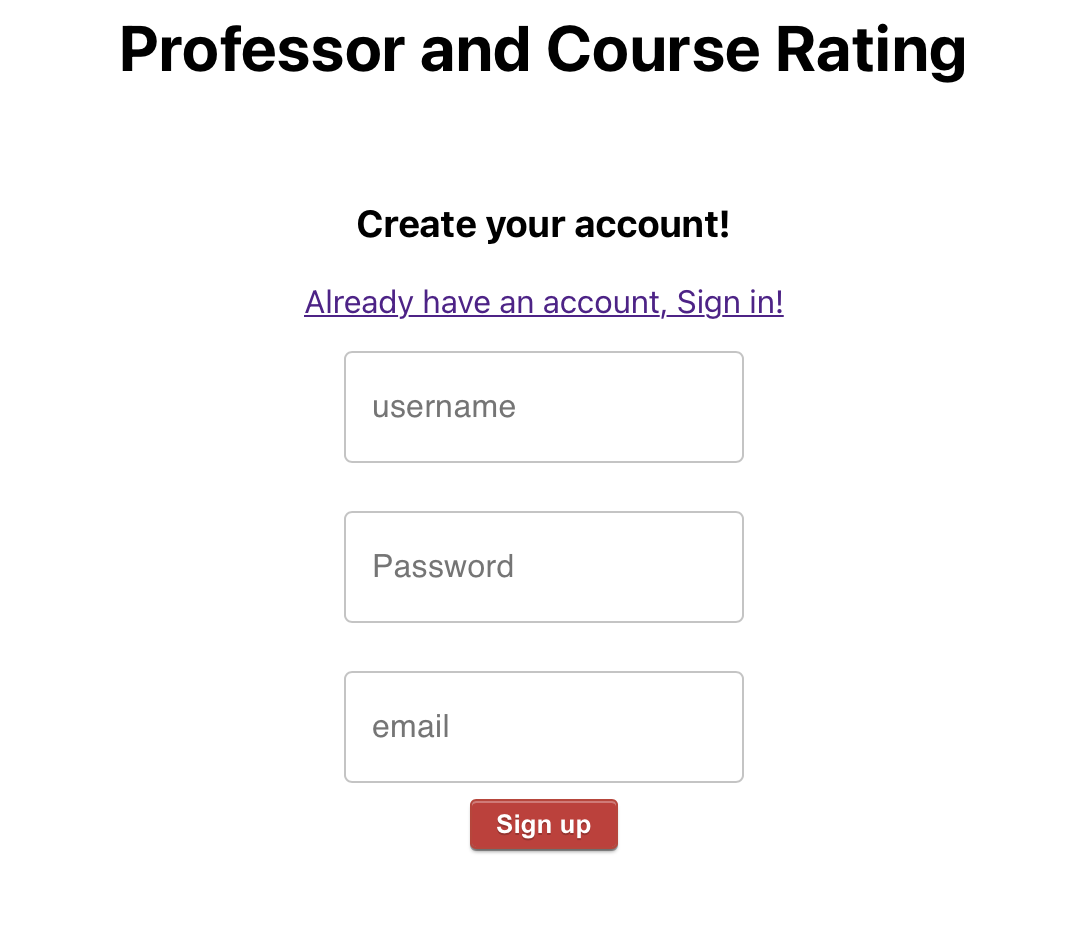 Professor and Course Rating
Create your account!
Already have an account, Sign in!
username
Password
email
Sign up